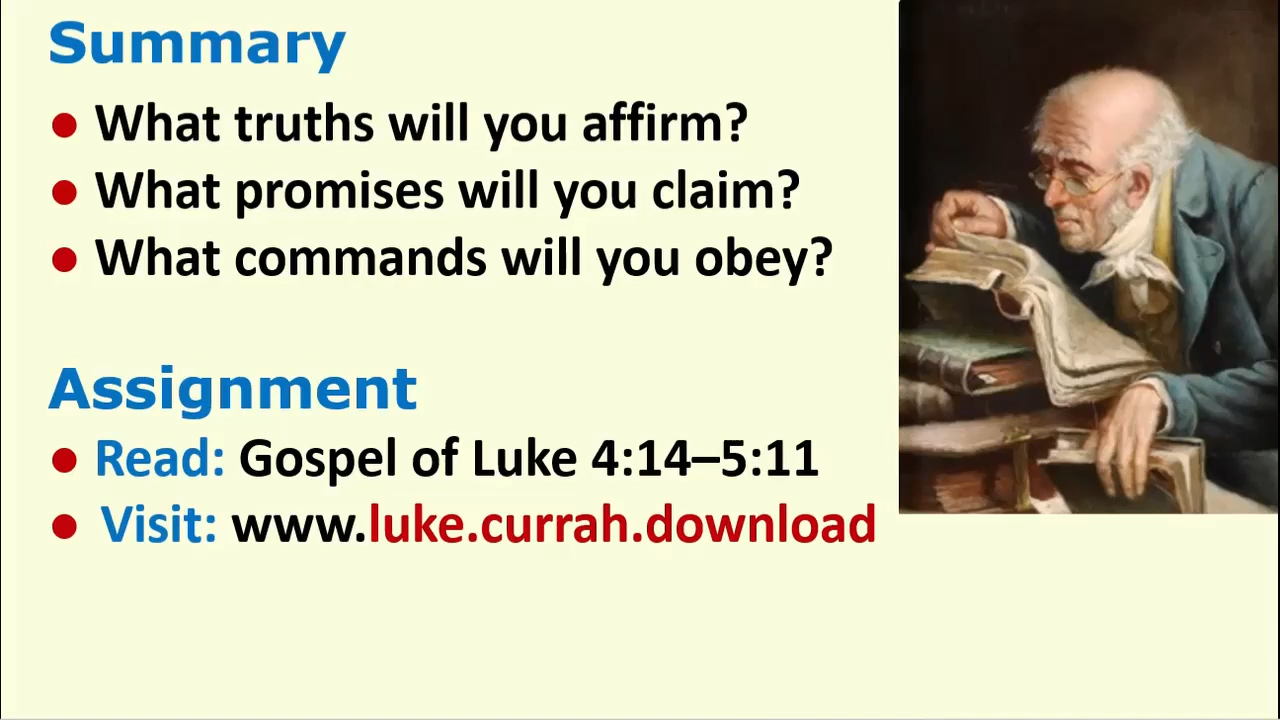 Summary
● What truths will you affirm?
● What promises will you claim?
● What commands will you obey?
Assignment
● Read: Gospel of Luke 4:14–5:11
● Visit: www.luke.currah.download